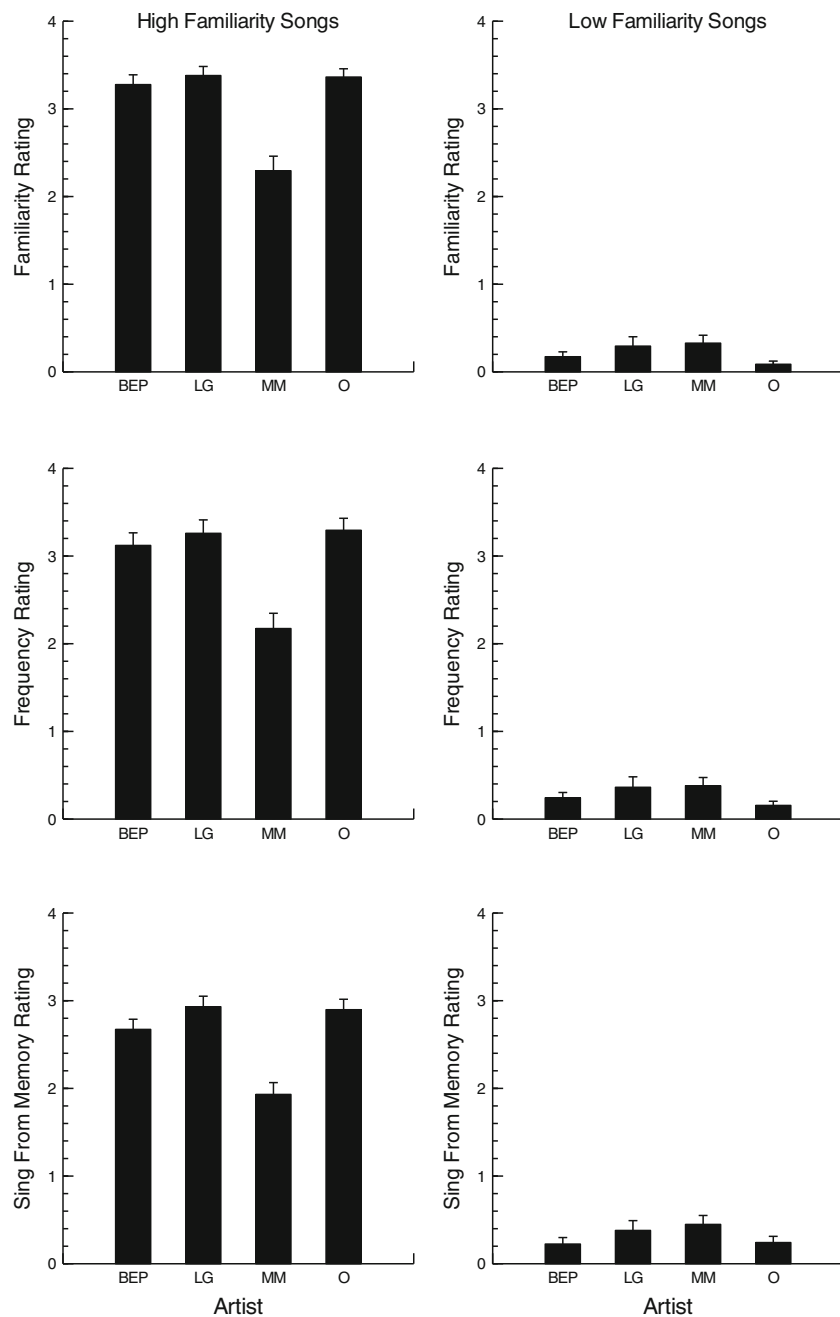 High Familiarity Songs
Familiarity Rating
4
3
2
1
0
BEP LG MM O
Low Familiarity Songs
Familiarity Rating
4
3
2
1
0
BEP LG MM O
Frequency Rating
4
3
2
1
0
BEP LG MM O
Frequency Rating
4
3
2
1
0
BEP LG MM O
Sing From Memory Rating
4
3
2
1
0
BEP LG MM O
Artist
Sing From Memory Rating
4
3
2
1
0
BEP LG MM O
Artist